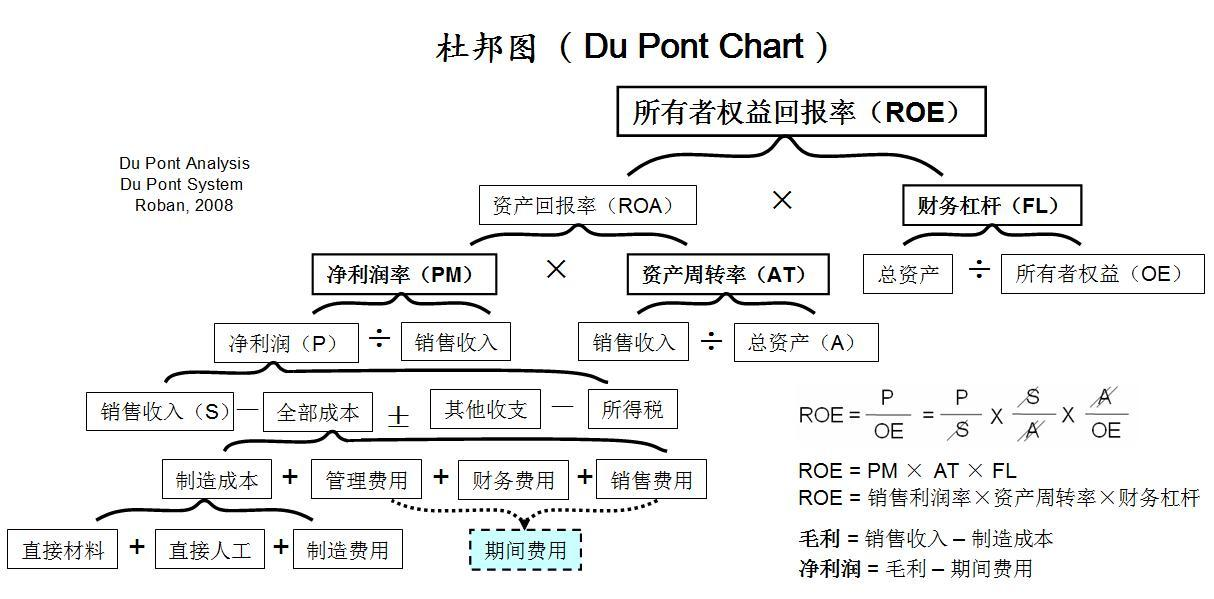 杜邦图 （ Du Pont Chart ）
所有者权益回报率（ROE）
Du Pont Analysis
Du Pont System
Roban, 2008
资产回报率（ROA） × 财务杠杆（FL）
净利润率（PM） × 资产周转率（AT） 总资产 ÷ 所有者权益（OE）
净利润（P） ÷ 销售收入 销售收入 ÷ 总资产（A）
销售收入（S） — 全部成本 ± 其他收支 — 所得税
制造成本 + 管理费用 + 财务费用 + 销售费用
直接材料 + 直接人工 + 制造费用 期间费用
ROE = P/OE = P/S X S/A X A/OE
ROE = PM × AT × FL
ROE = 销售利润率×资产周转率×财务杠杆
毛利 = 销售收入 – 制造成本
净利润 = 毛利 – 期间费用